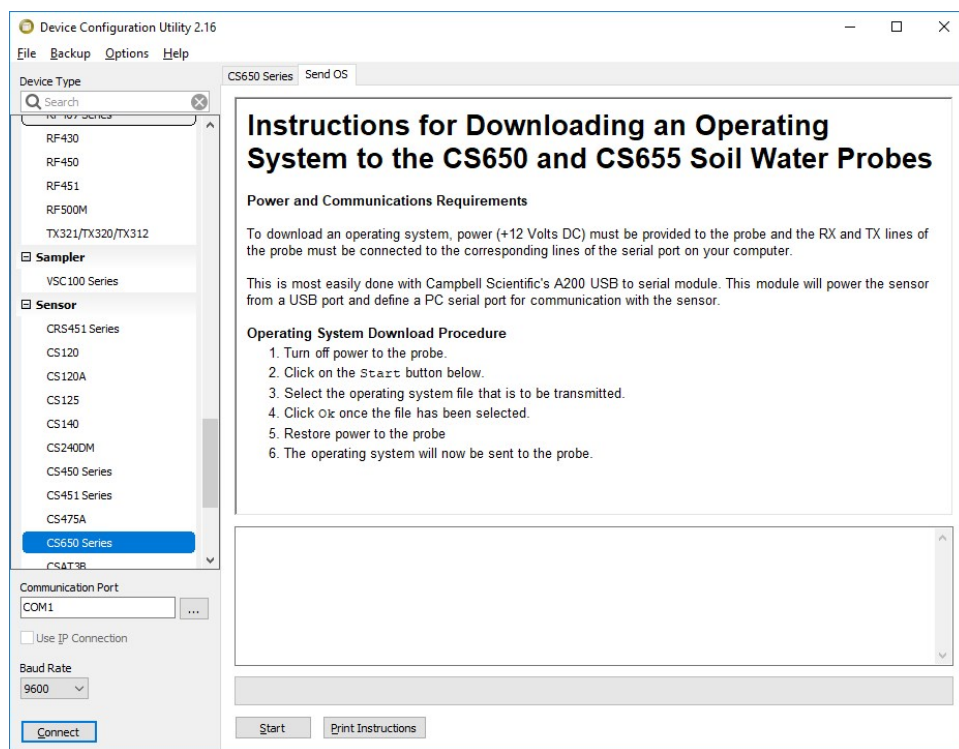 Device Configuration Utility 2.16
File Backup Options Help
Device Type
Search
RF407 Series
RF430
RF450
RF451
RF500M
TX321/TX320/TX312
Sampler
VSC100 Series
Sensor
CRS451 Series
CS120
CS120A
CS125
CS140
CS240DM
CS450 Series
CS451 Series
CS475A
CS650 Series
CSAT3B
Communication Port
COM1
...
Use IP Connection
Baud Rate
9600
Connect
CS650 Series Send OS
Instructions for Downloading an Operating
System to the CS650 and CS655 Soil Water Probes
Power and Communications Requirements
To download an operating system, power (+12 Volts DC) must be provided to the probe and the RX and TX lines of
the probe must be connected to the corresponding lines of the serial port on your computer.
This is most easily done with Campbell Scientific's A200 USB to serial module. This module will power the sensor
from a USB port and define a PC serial port for communication with the sensor.
Operating System Download Procedure
1. Turn off power to the probe.
2. Click on the Start button below.
3. Select the operating system file that is to be transmitted.
4. Click Ok once the file has been selected.
5. Restore power to the probe
6. The operating system will now be sent to the probe.
Start Print Instructions